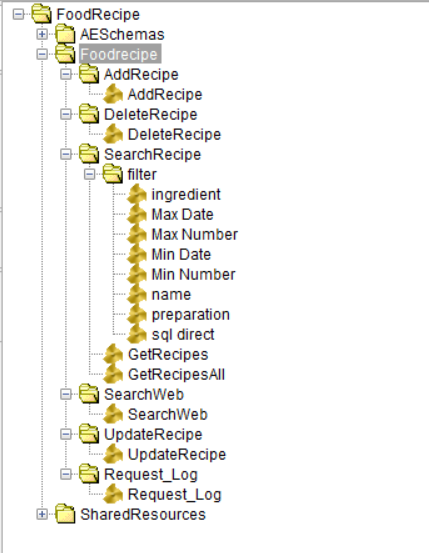 FoodRecipe
AESchemas
Foodrecipe
AddRecipe
AddRecipe
DeleteRecipe
DeleteRecipe
SearchRecipe
filter
ingredient
Max Date
Max Number
Min Date
Min Number
name
preparation
sql direct
GetRecipes
GetRecipesAll
SearchWeb
SearchWeb
UpdateRecipe
UpdateRecipe
Request_Log
Request_Log
SharedResources